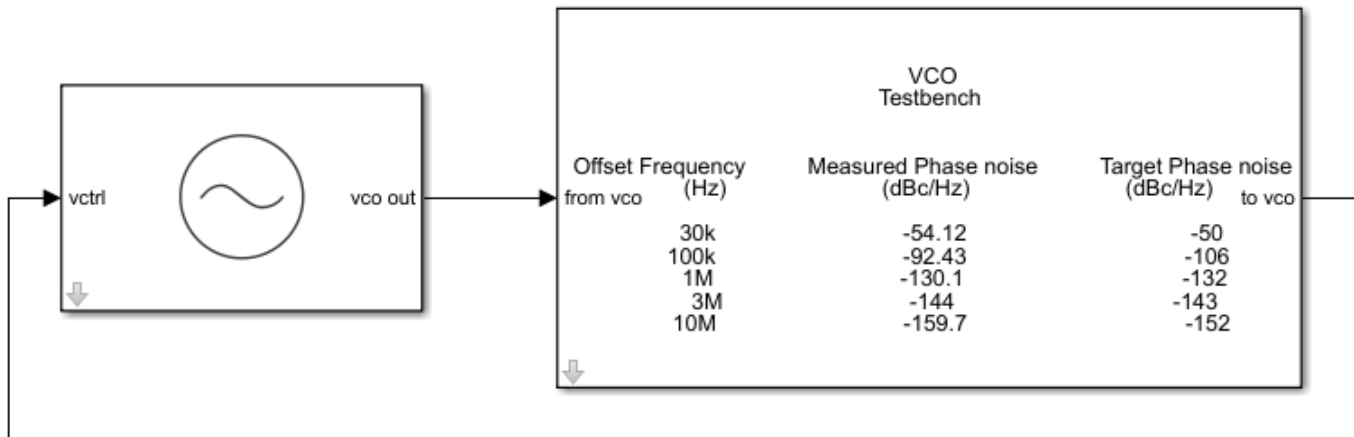 VCO
Testbench
Offset Frequency Measured Phase noise Target Phase noise
(Hz) (dBc/Hz) (dBc/Hz)
vctrl vco out from vco to vco
30k -54.12 -50
100k -92.43 -106
1M -130.1 -132
3M -144 -143
10M -159.7 -152